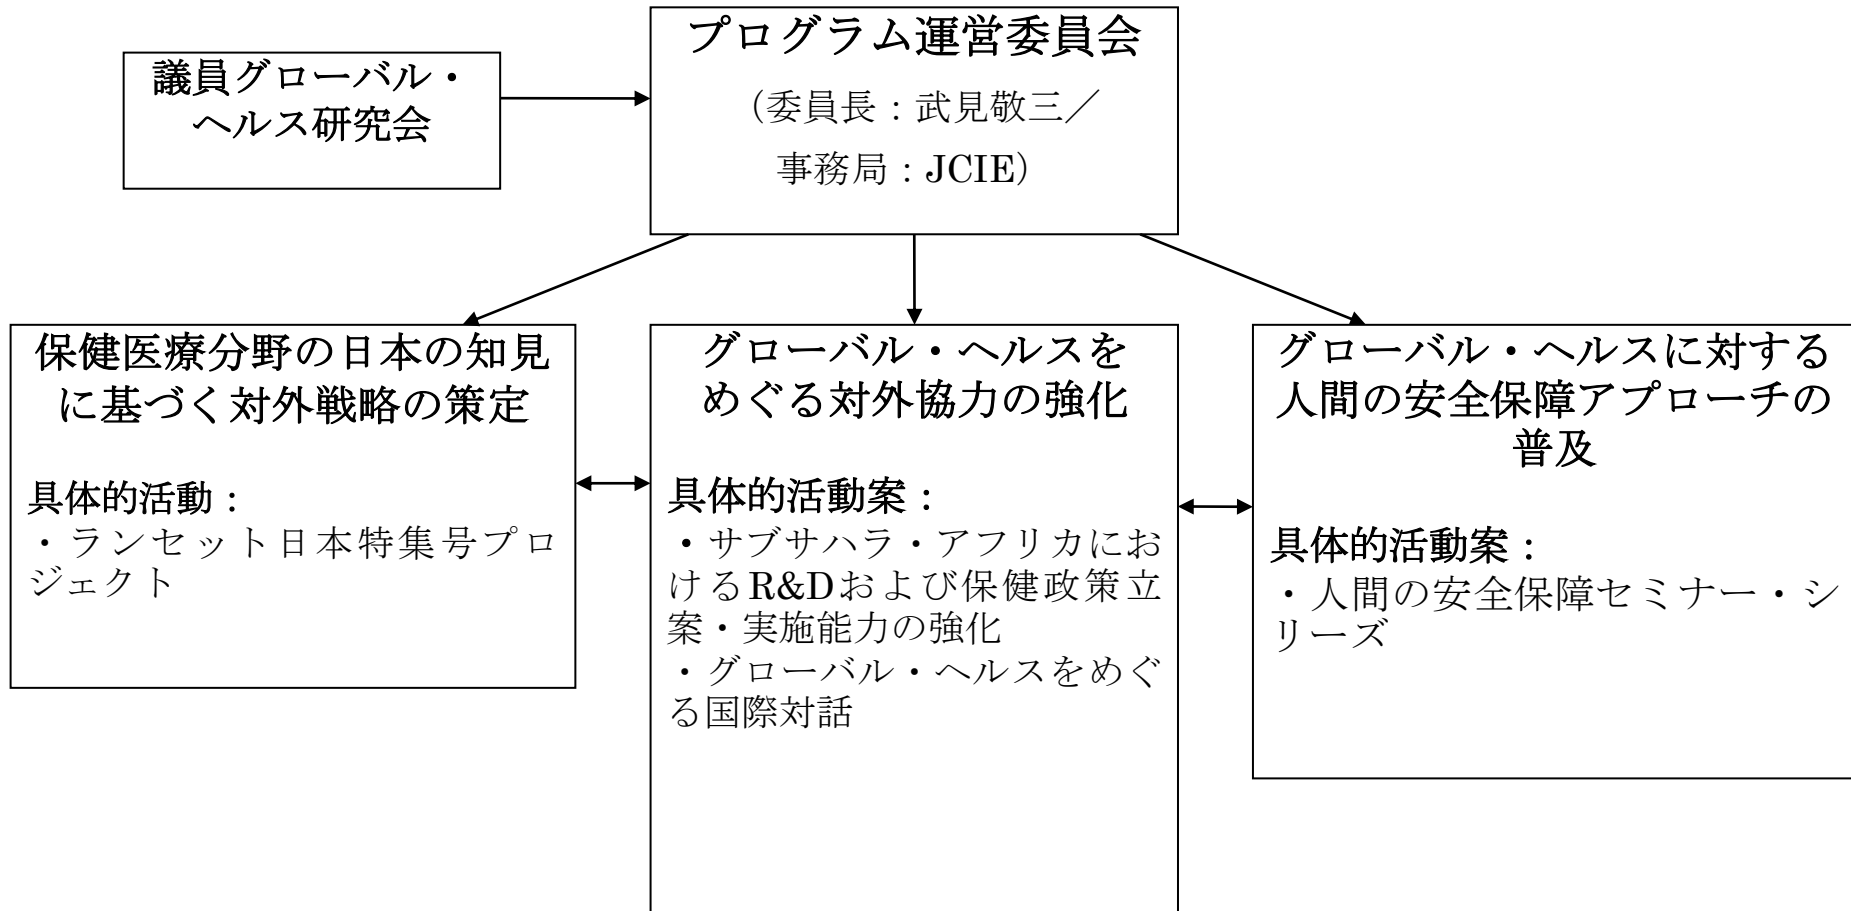 議員グローバル・
ヘルス研究会
プログラム運営委員会
(委員長：武見敬三／
事務局：JCIE)
保健医療分野の日本の知見
に基づく対外戦略の策定
具体的活動：
・ランセット日本特集号プロ
ジェクト
グローバル・ヘルスを
めぐる対外協力の強化
具体的活動案：
・サブサハラ・アフリカにお
けるR&Dおよび保健政策立
案・実施能力の強化
・グローバル・ヘルスをめぐ
る国際対話
グローバル・ヘルスに対する
人間の安全保障アプローチの
普及
具体的活動案：
・人間の安全保障セミナー・シ
リーズ